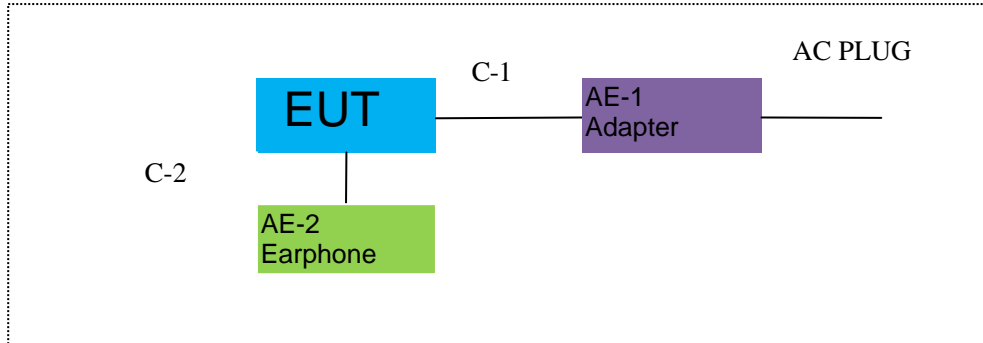 AC PLUG
C-1
EUT
AE-1
Adapter
C-2
AE-2
Earphone